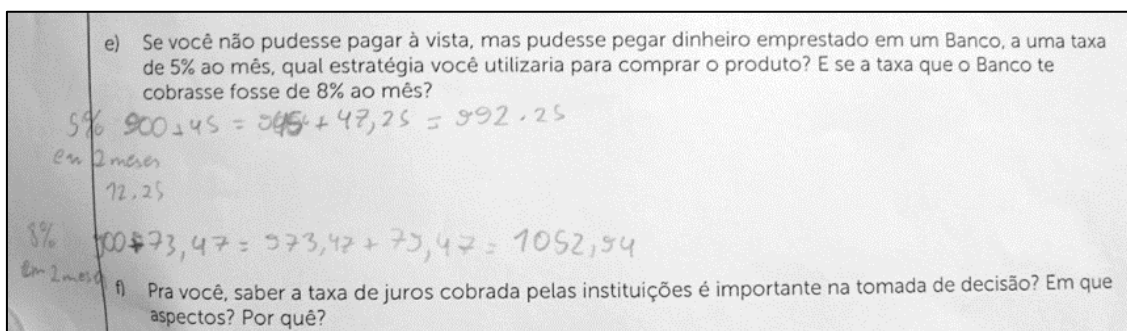 e) Se você não pudesse pagar à vista, mas pudesse pegar dinheiro emprestado em um Banco, a uma taxa
de 5% ao mês, qual estratégia você utilizaria para comprar o produto? E se a taxa que o Banco te
cobrasse fosse de 8% ao mês?
5% 900+45 = 945 + 47,25 = 992.25
em 2 meses
12.25
8% 900+73,47 = 973,47 + 79,47 = 1052,94
em 2 meses
f) Pra você, saber a taxa de juros cobrada pelas instituições é importante na tomada de decisão? Em que
aspectos? Por quê?